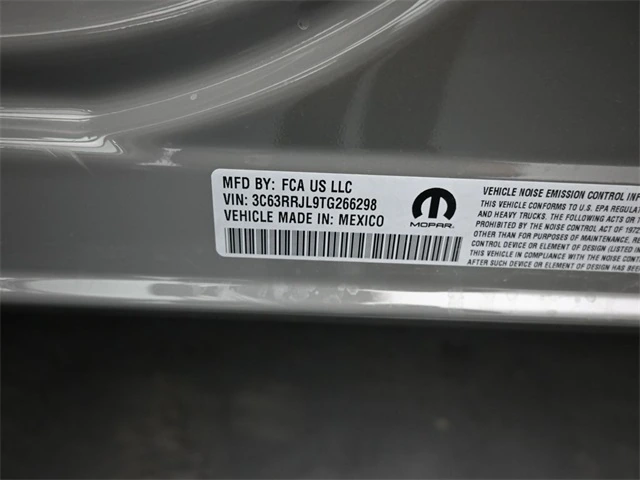 MFD BY: FCA US LLC
VIN: 3C63RRJL9TG266298
VEHICLE MADE IN: MEXICO
MOPAR.
VEHICLE NOISE EMISSION CONTROL INF
THIS VEHICLE CONFORMS TO U.S. EPA REGULA
AND HEAVY TRUCKS. THE FOLLOWING ACTS OR T
PROHIBITED BY THE NOISE CONTROL ACT OF 1972
OTHER THAN FOR PURPOSES OF MAINTENANCE, RE
CONTROL DEVICE OR ELEMENT OF DESIGN (LISTED IN
THIS VEHICLE IN COMPLIANCE WITH THE NOISE CONTR
AFTER SUCH DEVICE OR ELEMENT OF DESIGN HAS BEE